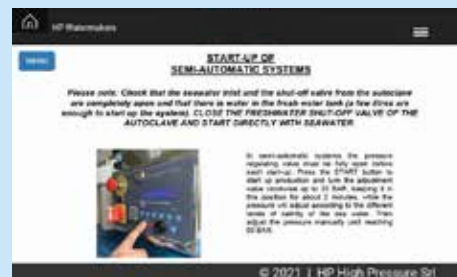 HP Watermakers
MENU
START-UP OF
SEMI-AUTOMATIC SYSTEMS
Please note: Check that the seawater inlet and the shut-off valve from the autoclave
are completely open and that there is water in the fresh water tank (a few litres are
enough to start up the system). CLOSE THE FRESHWATER SHUT-OFF VALVE OF THE
AUTOCLAVE AND START DIRECTLY WITH SEAWATER.
In semi-automatic systems the pressure
regulating valve must be fully open before
each start-up. Press the START button to
start up production and turn the adjustment
valve clockwise up to 20 BAR, keeping it in
this position for about 2 minutes, while the
pressure will adjust according to the different
levels of salinity of the sea water. Then
adjust the pressure manually until reaching
BAR.
© 2021 | HP High Pressure Srl